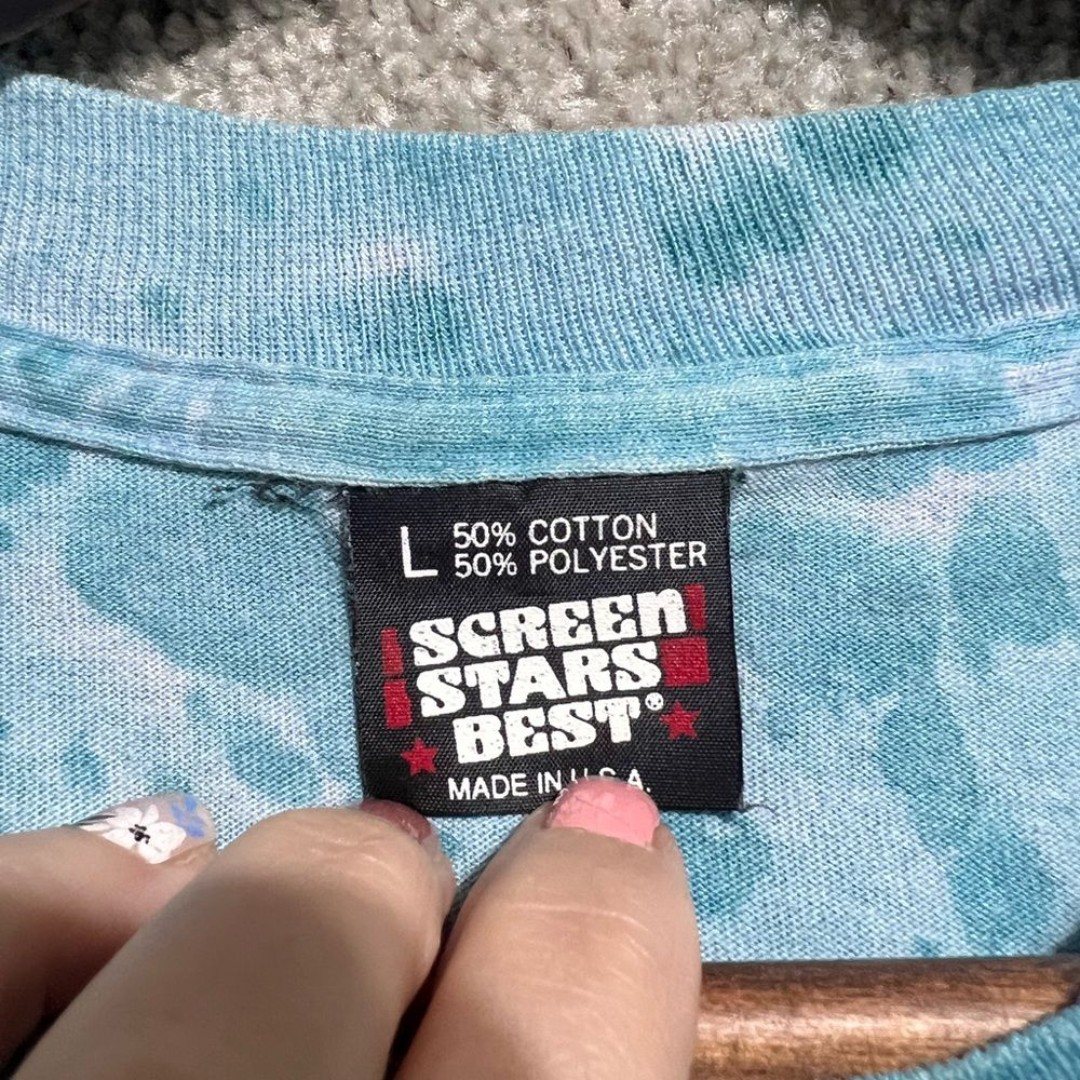 L 50% COTTON
50% POLYESTER
SCREEN
STARS
BEST®
MADE IN U.S.A.